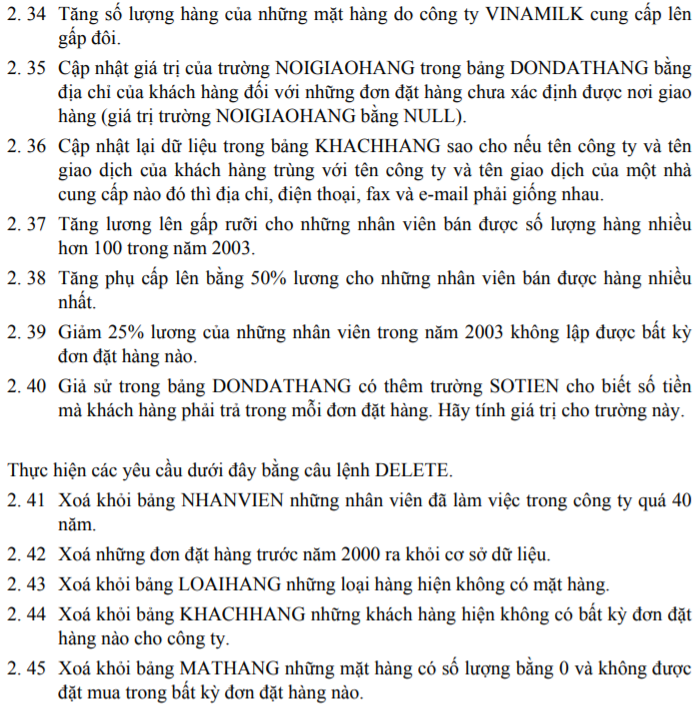 2. 34 Tăng số lượng hàng của những mặt hàng do công ty VINAMILK cung cấp lên
gấp đôi.
2. 35 Cập nhật giá trị của trường NOIGIAOHANG trong bảng DONDATHANG bằng
địa chỉ của khách hàng đối với những đơn đặt hàng chưa xác định được nơi giao
hàng (giá trị trường NOIGIAOHANG bằng NULL).
2. 36 Cập nhật lại dữ liệu trong bảng KHACHHANG sao cho nếu tên công ty và tên
giao dịch của khách hàng trùng với tên công ty và tên giao dịch của một nhà
cung cấp nào đó thì địa chỉ, điện thoại, fax và e-mail phải giống nhau.
2. 37 Tăng lương lên gấp rưỡi cho những nhân viên bán được số lượng hàng nhiều
hơn 100 trong năm 2003.
2. 38 Tăng phụ cấp lên bằng 50% lương cho những nhân viên bán được hàng nhiều
nhất.
2. 39 Giảm 25% lương của những nhân viên trong năm 2003 không lập được bất kỳ
đơn đặt hàng nào.
2. 40 Giả sử trong bảng DONDATHANG có thêm trường SOTIEN cho biết số tiền
mà khách hàng phải trả trong mỗi đơn đặt hàng. Hãy tính giá trị cho trường này.
Thực hiện các yêu cầu dưới đây bằng câu lệnh DELETE.
2. 41 Xoá khỏi bảng NHANVIEN những nhân viên đã làm việc trong công ty quá 40
năm.
2. 42 Xoá những đơn đặt hàng trước năm 2000 ra khỏi cơ sở dữ liệu.
2. 43 Xoá khỏi bảng LOAIHANG những loại hàng hiện không có mặt hàng.
2. 44 Xoá khỏi bảng KHACHHANG những khách hàng hiện không có bất kỳ đơn đặt
hàng nào cho công ty.
2. 45 Xoá khỏi bảng MATHANG những mặt hàng có số lượng bằng 0 và không được
đặt mua trong bất kỳ đơn đặt hàng nào.